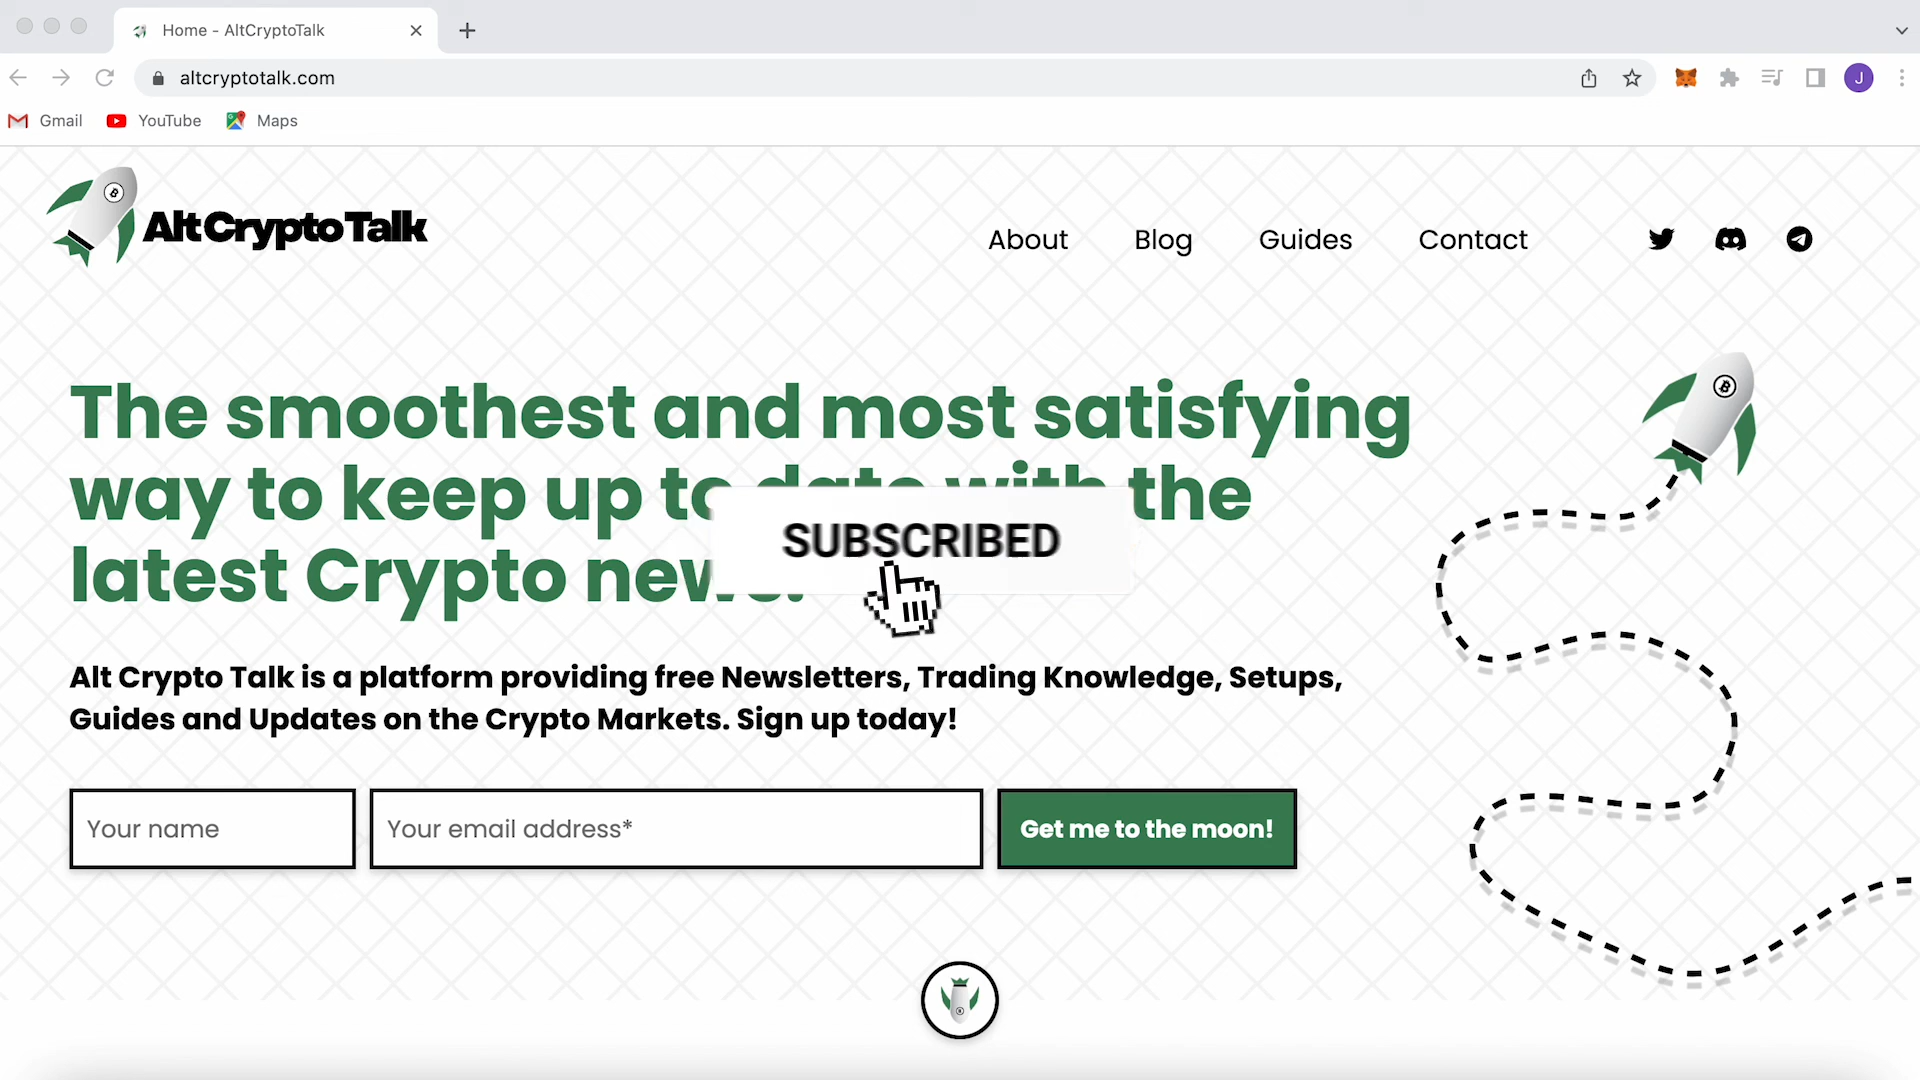 Home - AltCryptoTalk
altcryptotalk.com
J
Gmail
YouTube
Maps
AltCryptoTalk
About
Blog
Guides
Contact
The smoothest and most satisfying
way to keep up to date with the
latest Crypto news!
SUBSCRIBED
Alt Crypto Talk is a platform providing free Newsletters, Trading Knowledge, Setups,
Guides and Updates on the Crypto Markets. Sign up today!
Your name
Your email address*
Get me to the moon!